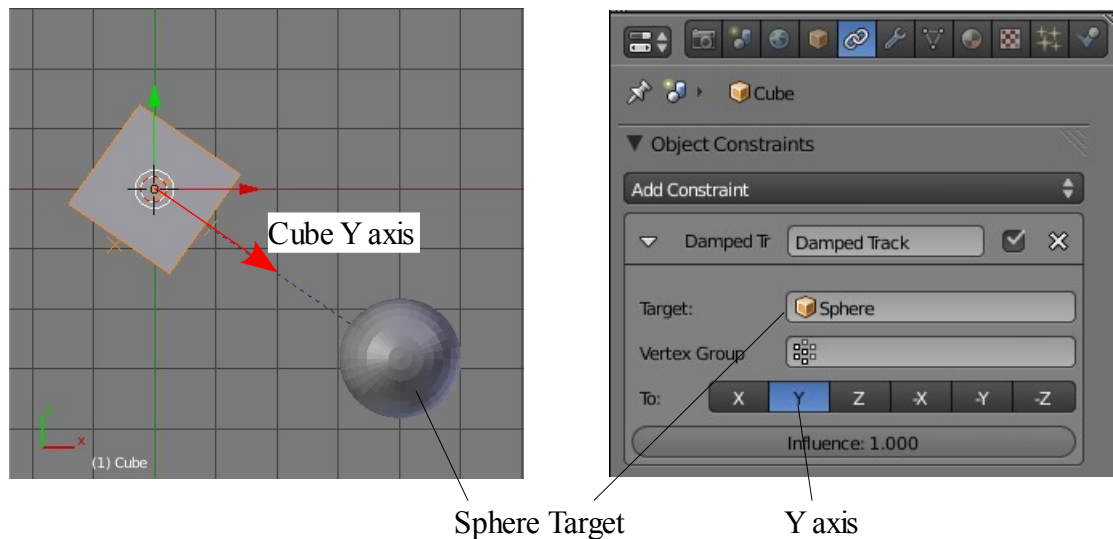 Cube Y axis
x
(1) Cube
Cube
Object Constraints
Add Constraint
Damped Tr Damped Track
Target: Sphere
Vertex Group
To: X Y Z -X -Y -Z
Influence: 1.000
Sphere Target Y axis